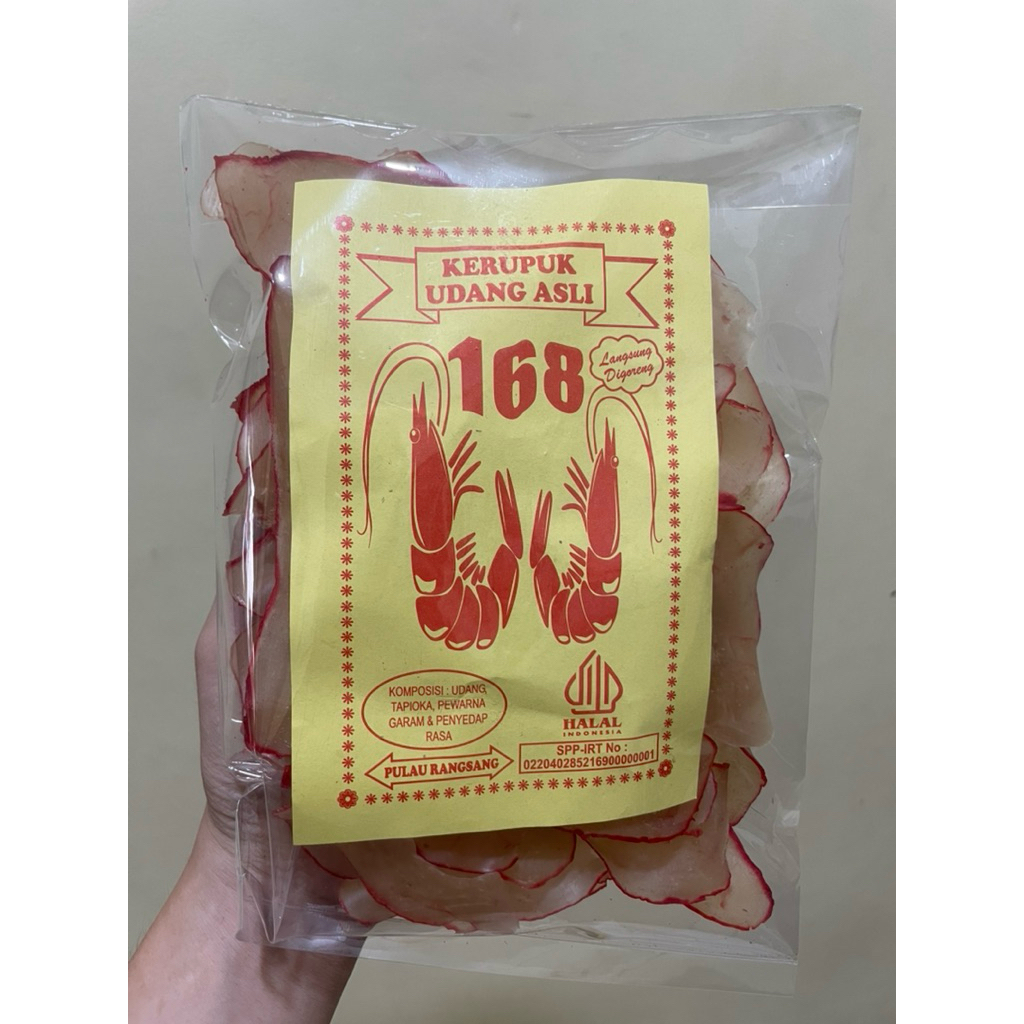 KERUPUK
UDANG ASLI
168
Langsung
Digoreng
KOMPOSISI : UDANG,
TAPIOKA, PEWARNA
GARAM & PENYEDAP
RASA
HALAL
INDONESIA
PULAU RANGSANG
SPP-IRT No :
022040285216900000001